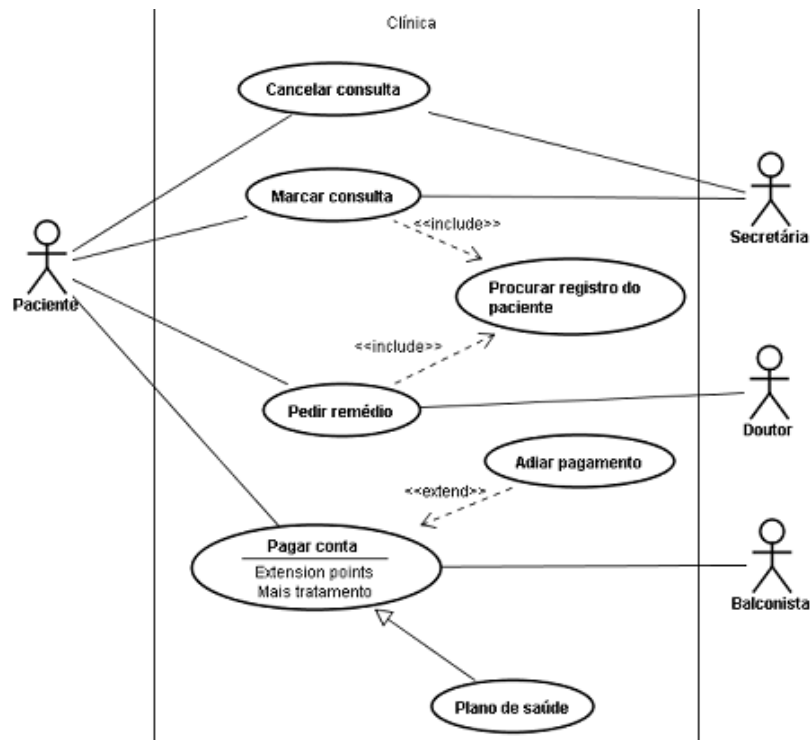 Clínica
Cancelar consulta
Marcar consulta
<<include>>
Secretária
Paciente
Procurar registro do
paciente
<<include>>
Pedir remédio
Doutor
Adiar pagamento
<<extend>>
Pagar conta
Extension points
Mais tratamento
Balconista
Plano de saúde